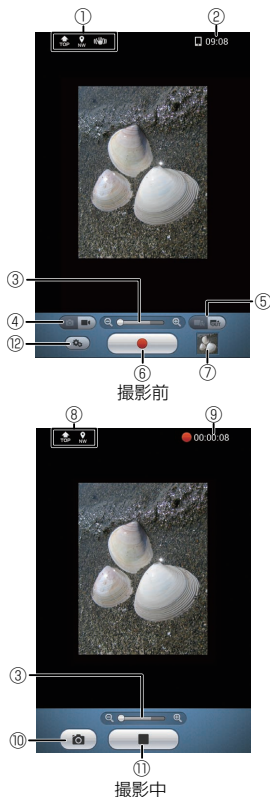 ① ②
TOP NW 09:08
③
④ ⑤
⑫
⑥ ⑦
撮影前
⑧ ⑨
TOP NW 00:00:08
③
⑩
⑪
撮影中